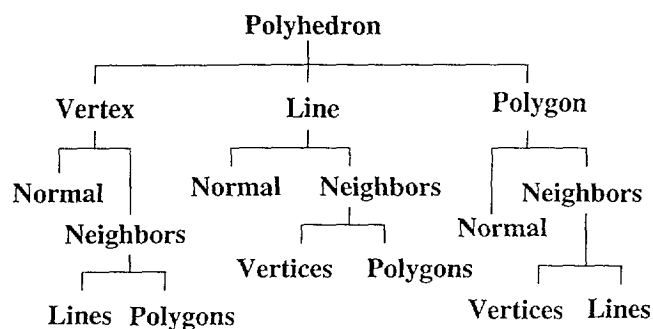 Polyhedron
Vertex Line Polygon
Normal Normal Neighbors Neighbors
Neighbors Normal
Vertices Polygons
Lines Polygons Vertices Lines